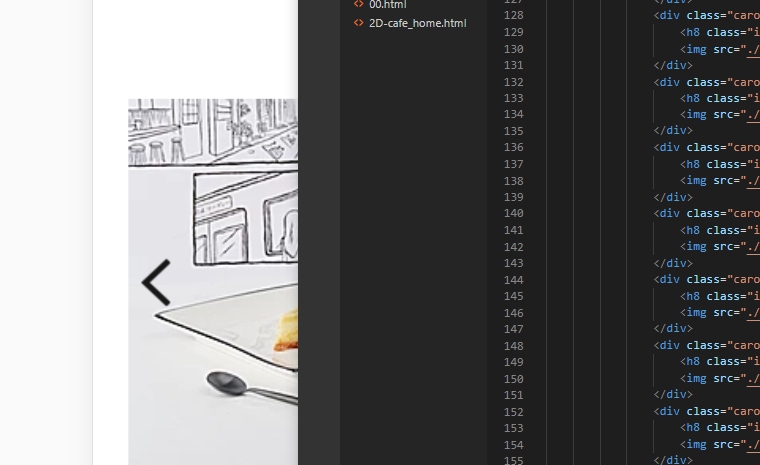 00.html
2D-cafe_home.html
127 </div>
128 <div class="caro
129 <h8 class="i
130 <img src="./
131 </div>
132 <div class="caro
133 <h8 class="i
134 <img src="./
135 </div>
136 <div class="caro
137 <h8 class="i
138 <img src="./
139 </div>
140 <div class="caro
141 <h8 class="i
142 <img src="./
143 </div>
144 <div class="caro
145 <h8 class="i
146 <img src="./
147 </div>
148 <div class="caro
149 <h8 class="i
150 <img src="./
151 </div>
152 <div class="caro
153 <h8 class="i
154 <img src="./
155 </div>